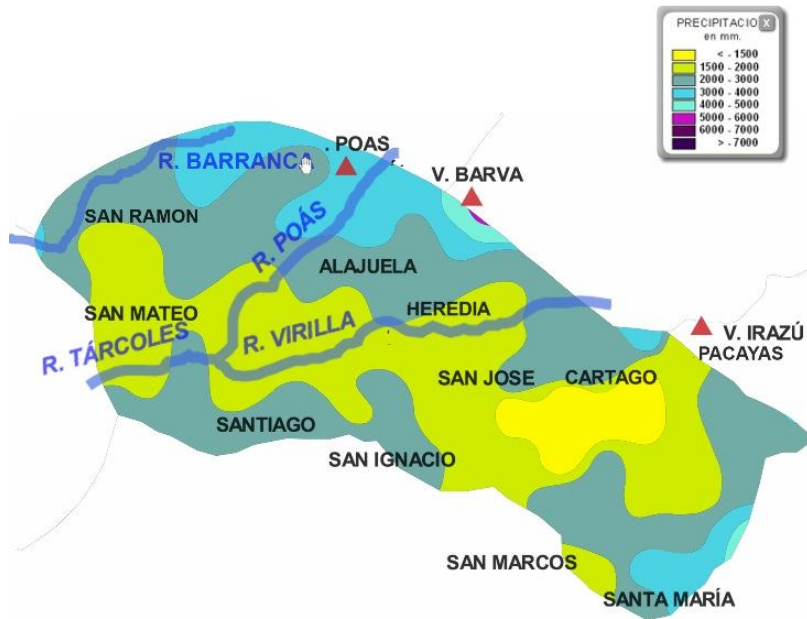 PRECIPITACIO X
en mm.
< - 1500
1500 - 2000
2000 - 3000
3000 - 4000
4000 - 5000
5000 - 6000
6000 - 7000
> - 7000
. POAS
R. BARRANCA
V. BARVA
SAN RAMON
R. POÁS
ALAJUELA
SAN MATEO
HEREDIA
R. TÁRCOLES
R. VIRILLA
V. IRAZÚ
PACAYAS
SAN JOSE
CARTAGO
SANTIAGO
SAN IGNACIO
SAN MARCOS
SANTA MARÍA